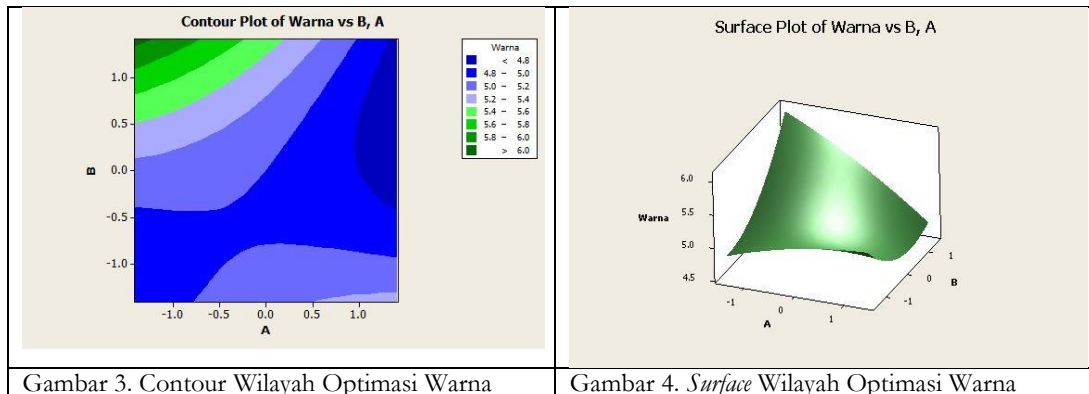 Contour Plot of Warna vs B, A
Warna
< 4.8
4.8 – 5.0
5.0 – 5.2
5.2 – 5.4
5.4 – 5.6
5.6 – 5.8
5.8 – 6.0
> 6.0
1.0
0.5
0.0
-0.5
-1.0
B
-1.0 -0.5 0.0 0.5 1.0
A
Gambar 3. Contour Wilayah Optimasi Warna
Surface Plot of Warna vs B, A
6.0
5.5
5.0
4.5
Warna
-1 0 1
A
-1 0 1
B
Gambar 4. Surface Wilayah Optimasi Warna